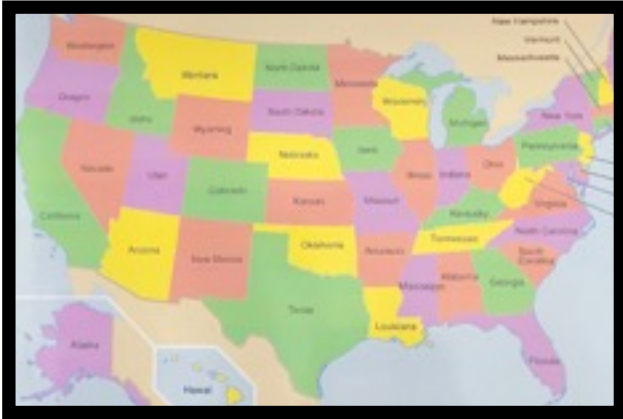 New Hampshire
Vermont
Massachusetts
Washington
Montana
North Dakota
Minnesota
Oregon
Idaho
Wyoming
South Dakota
Wisconsin
Michigan
New York
Nevada
Utah
Colorado
Nebraska
Iowa
Illinois
Indiana
Ohio
Pennsylvania
California
Kansas
Missouri
Kentucky
Virginia
Arizona
New Mexico
Oklahoma
Arkansas
Tennessee
North Carolina
South
Carolina
Texas
Louisiana
Mississippi
Alabama
Georgia
Florida
Alaska
Hawaii